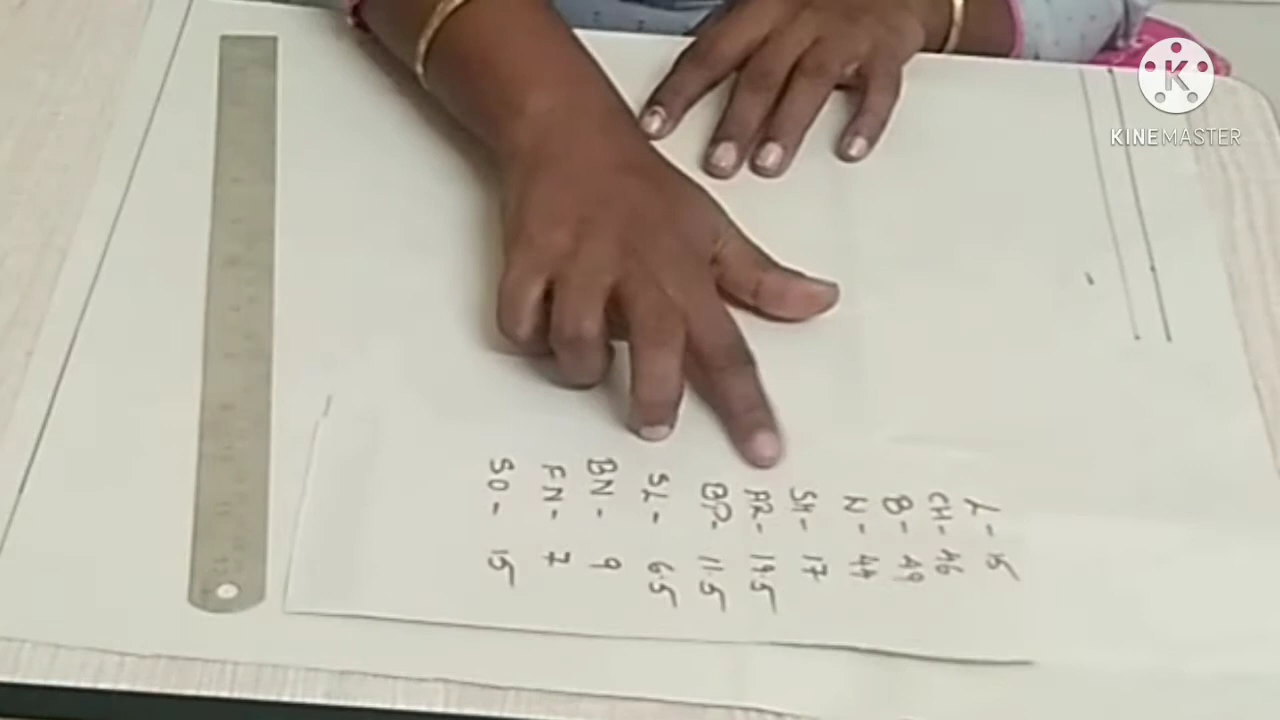 KINEMASTER
L - 15
CH - 46
B - 49
N - 44
SH - 17
AR - 19.5
BP - 11.5
SL - 6.5
BN - 9
FN - 7
SO - 15